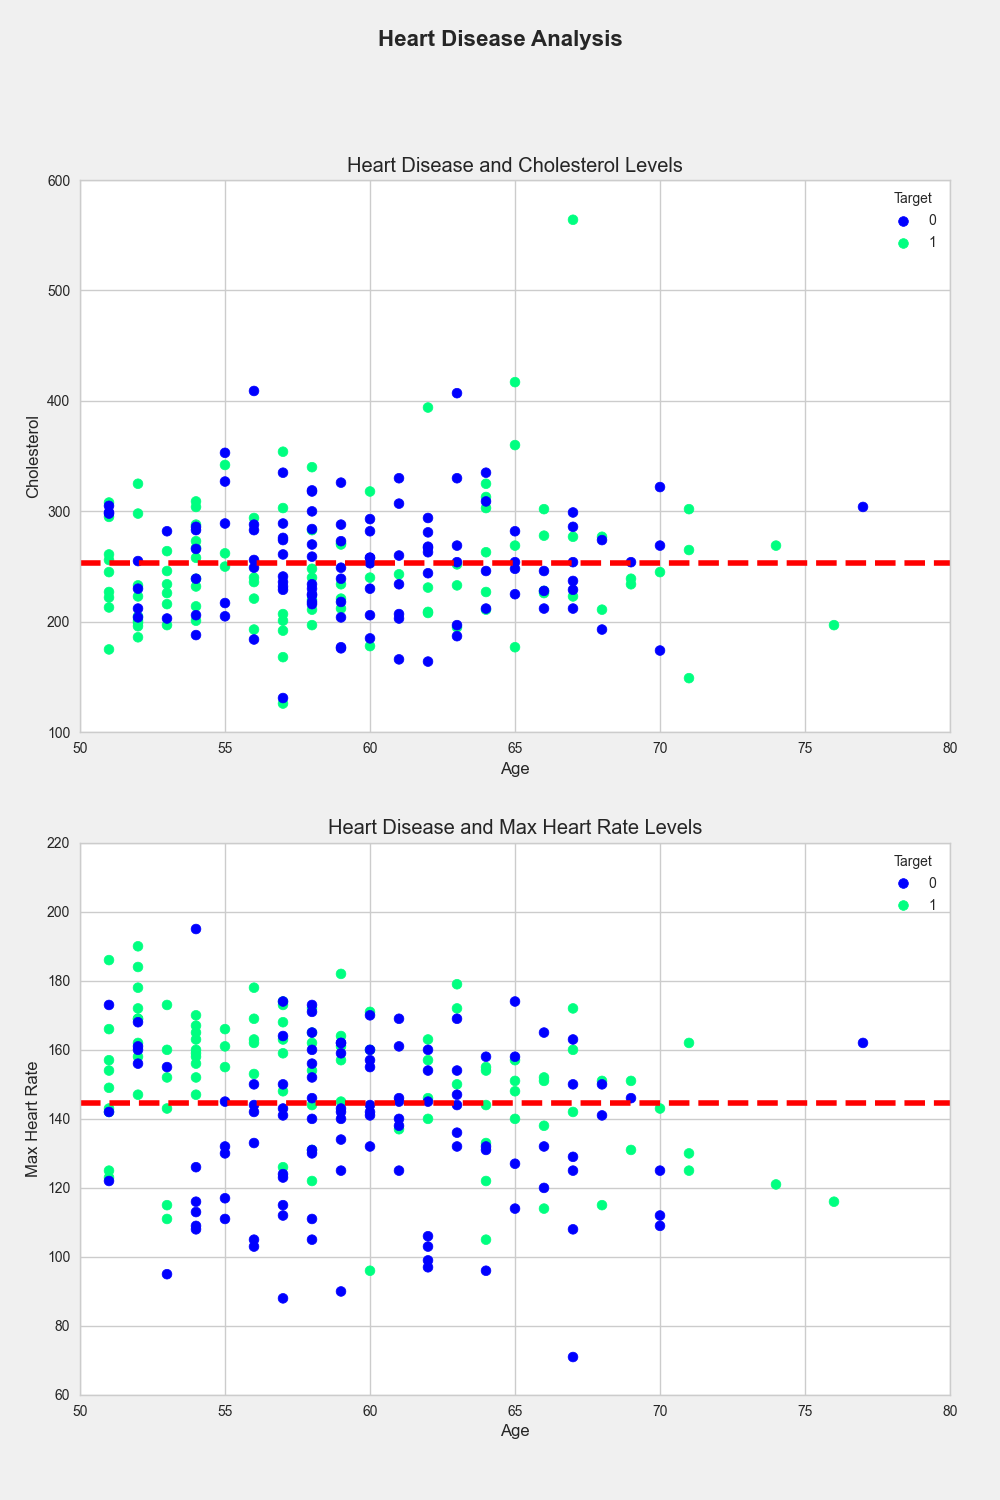 Heart Disease Analysis
Heart Disease and Cholesterol Levels
600
500
400
300
200
100
Cholesterol
Target
0
1
50 55 60 65 70 75 80
Age
Heart Disease and Max Heart Rate Levels
220
200
180
160
140
120
100
80
60
Max Heart Rate
Target
0
1
50 55 60 65 70 75 80
Age